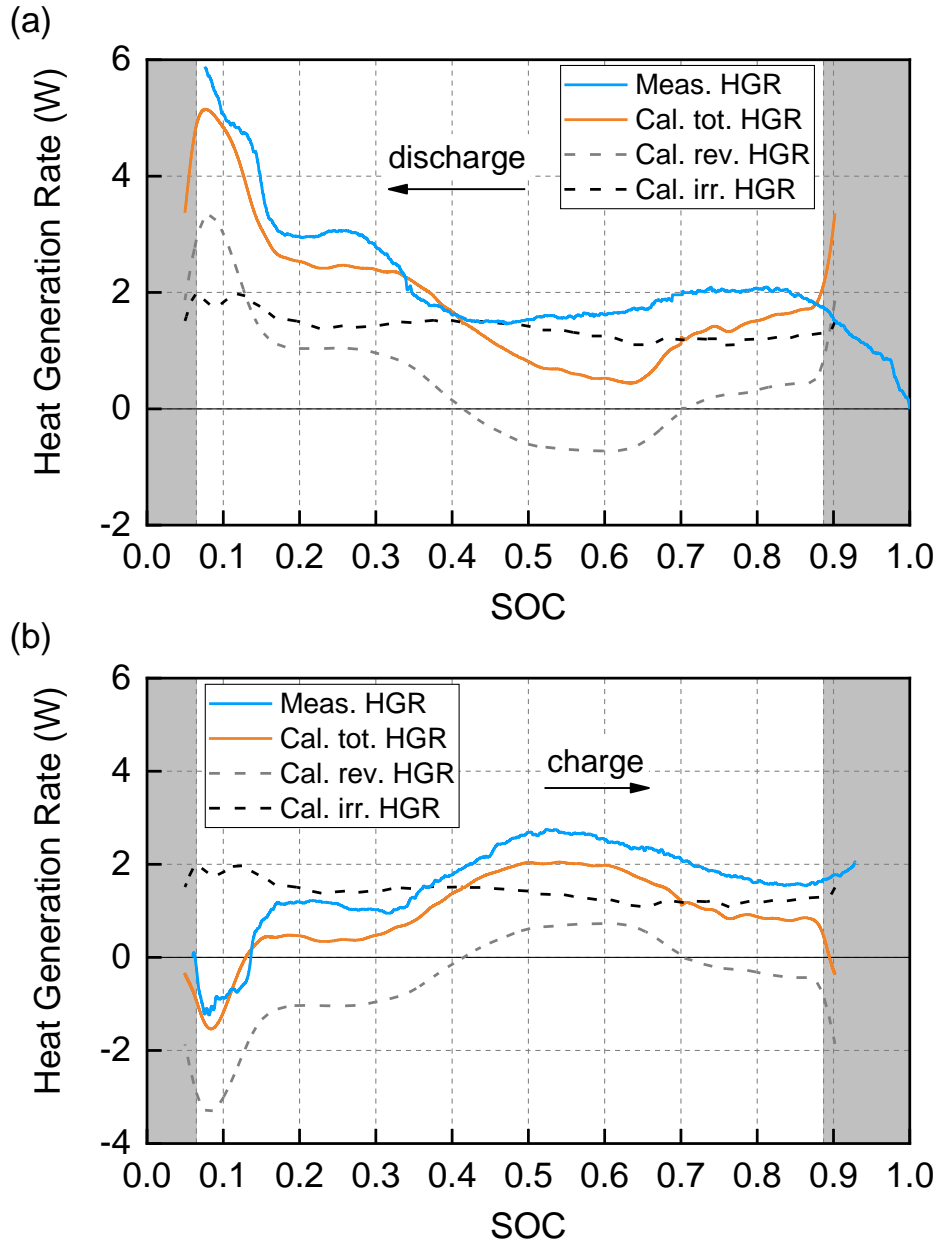 (a)
6
4
2
0
-2
Heat Generation Rate (W)
Meas. HGR
Cal. tot. HGR
Cal. rev. HGR
Cal. irr. HGR
discharge
0.0 0.1 0.2 0.3 0.4 0.5 0.6 0.7 0.8 0.9 1.0
SOC
(b)
6
4
2
0
-2
-4
Heat Generation Rate (W)
Meas. HGR
Cal. tot. HGR
Cal. rev. HGR
Cal. irr. HGR
charge
0.0 0.1 0.2 0.3 0.4 0.5 0.6 0.7 0.8 0.9 1.0
SOC